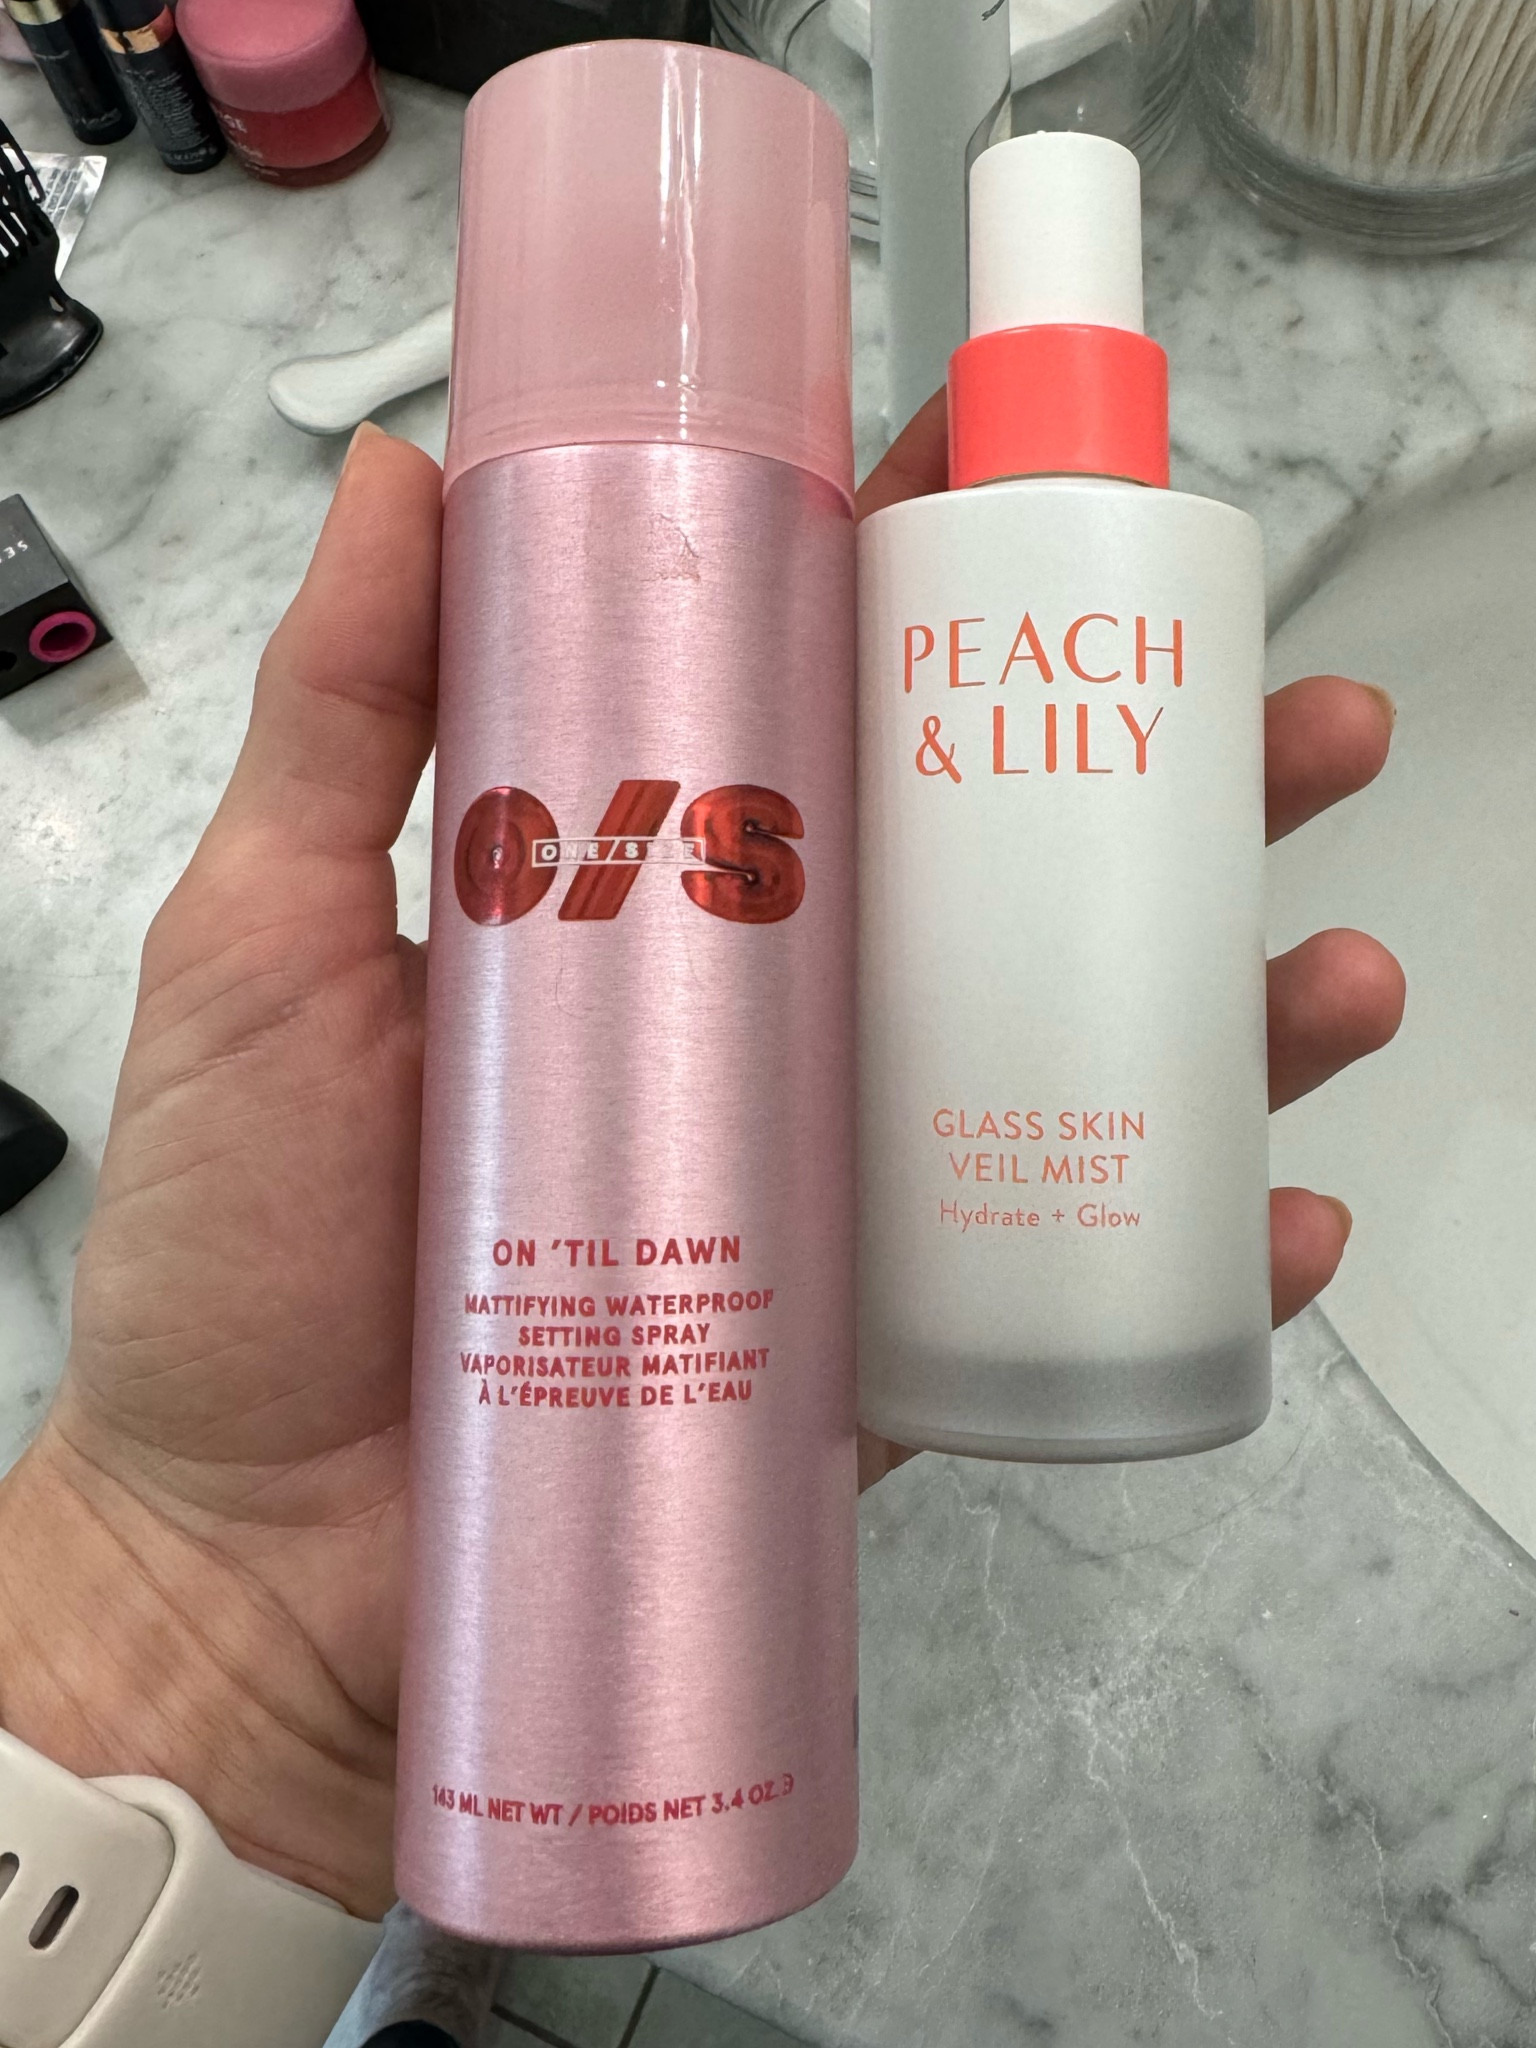 O/S
ONE/SIZE
ON 'TIL DAWN
MATTIFYING WATERPROOF
SETTING SPRAY
VAPORISATEUR MATIFIANT
À L'ÉPREUVE DE L'EAU
143 ML NET WT / POIDS NET 3.4 OZ
PEACH
& LILY
GLASS SKIN
VEIL MIST
Hydrate + Glow